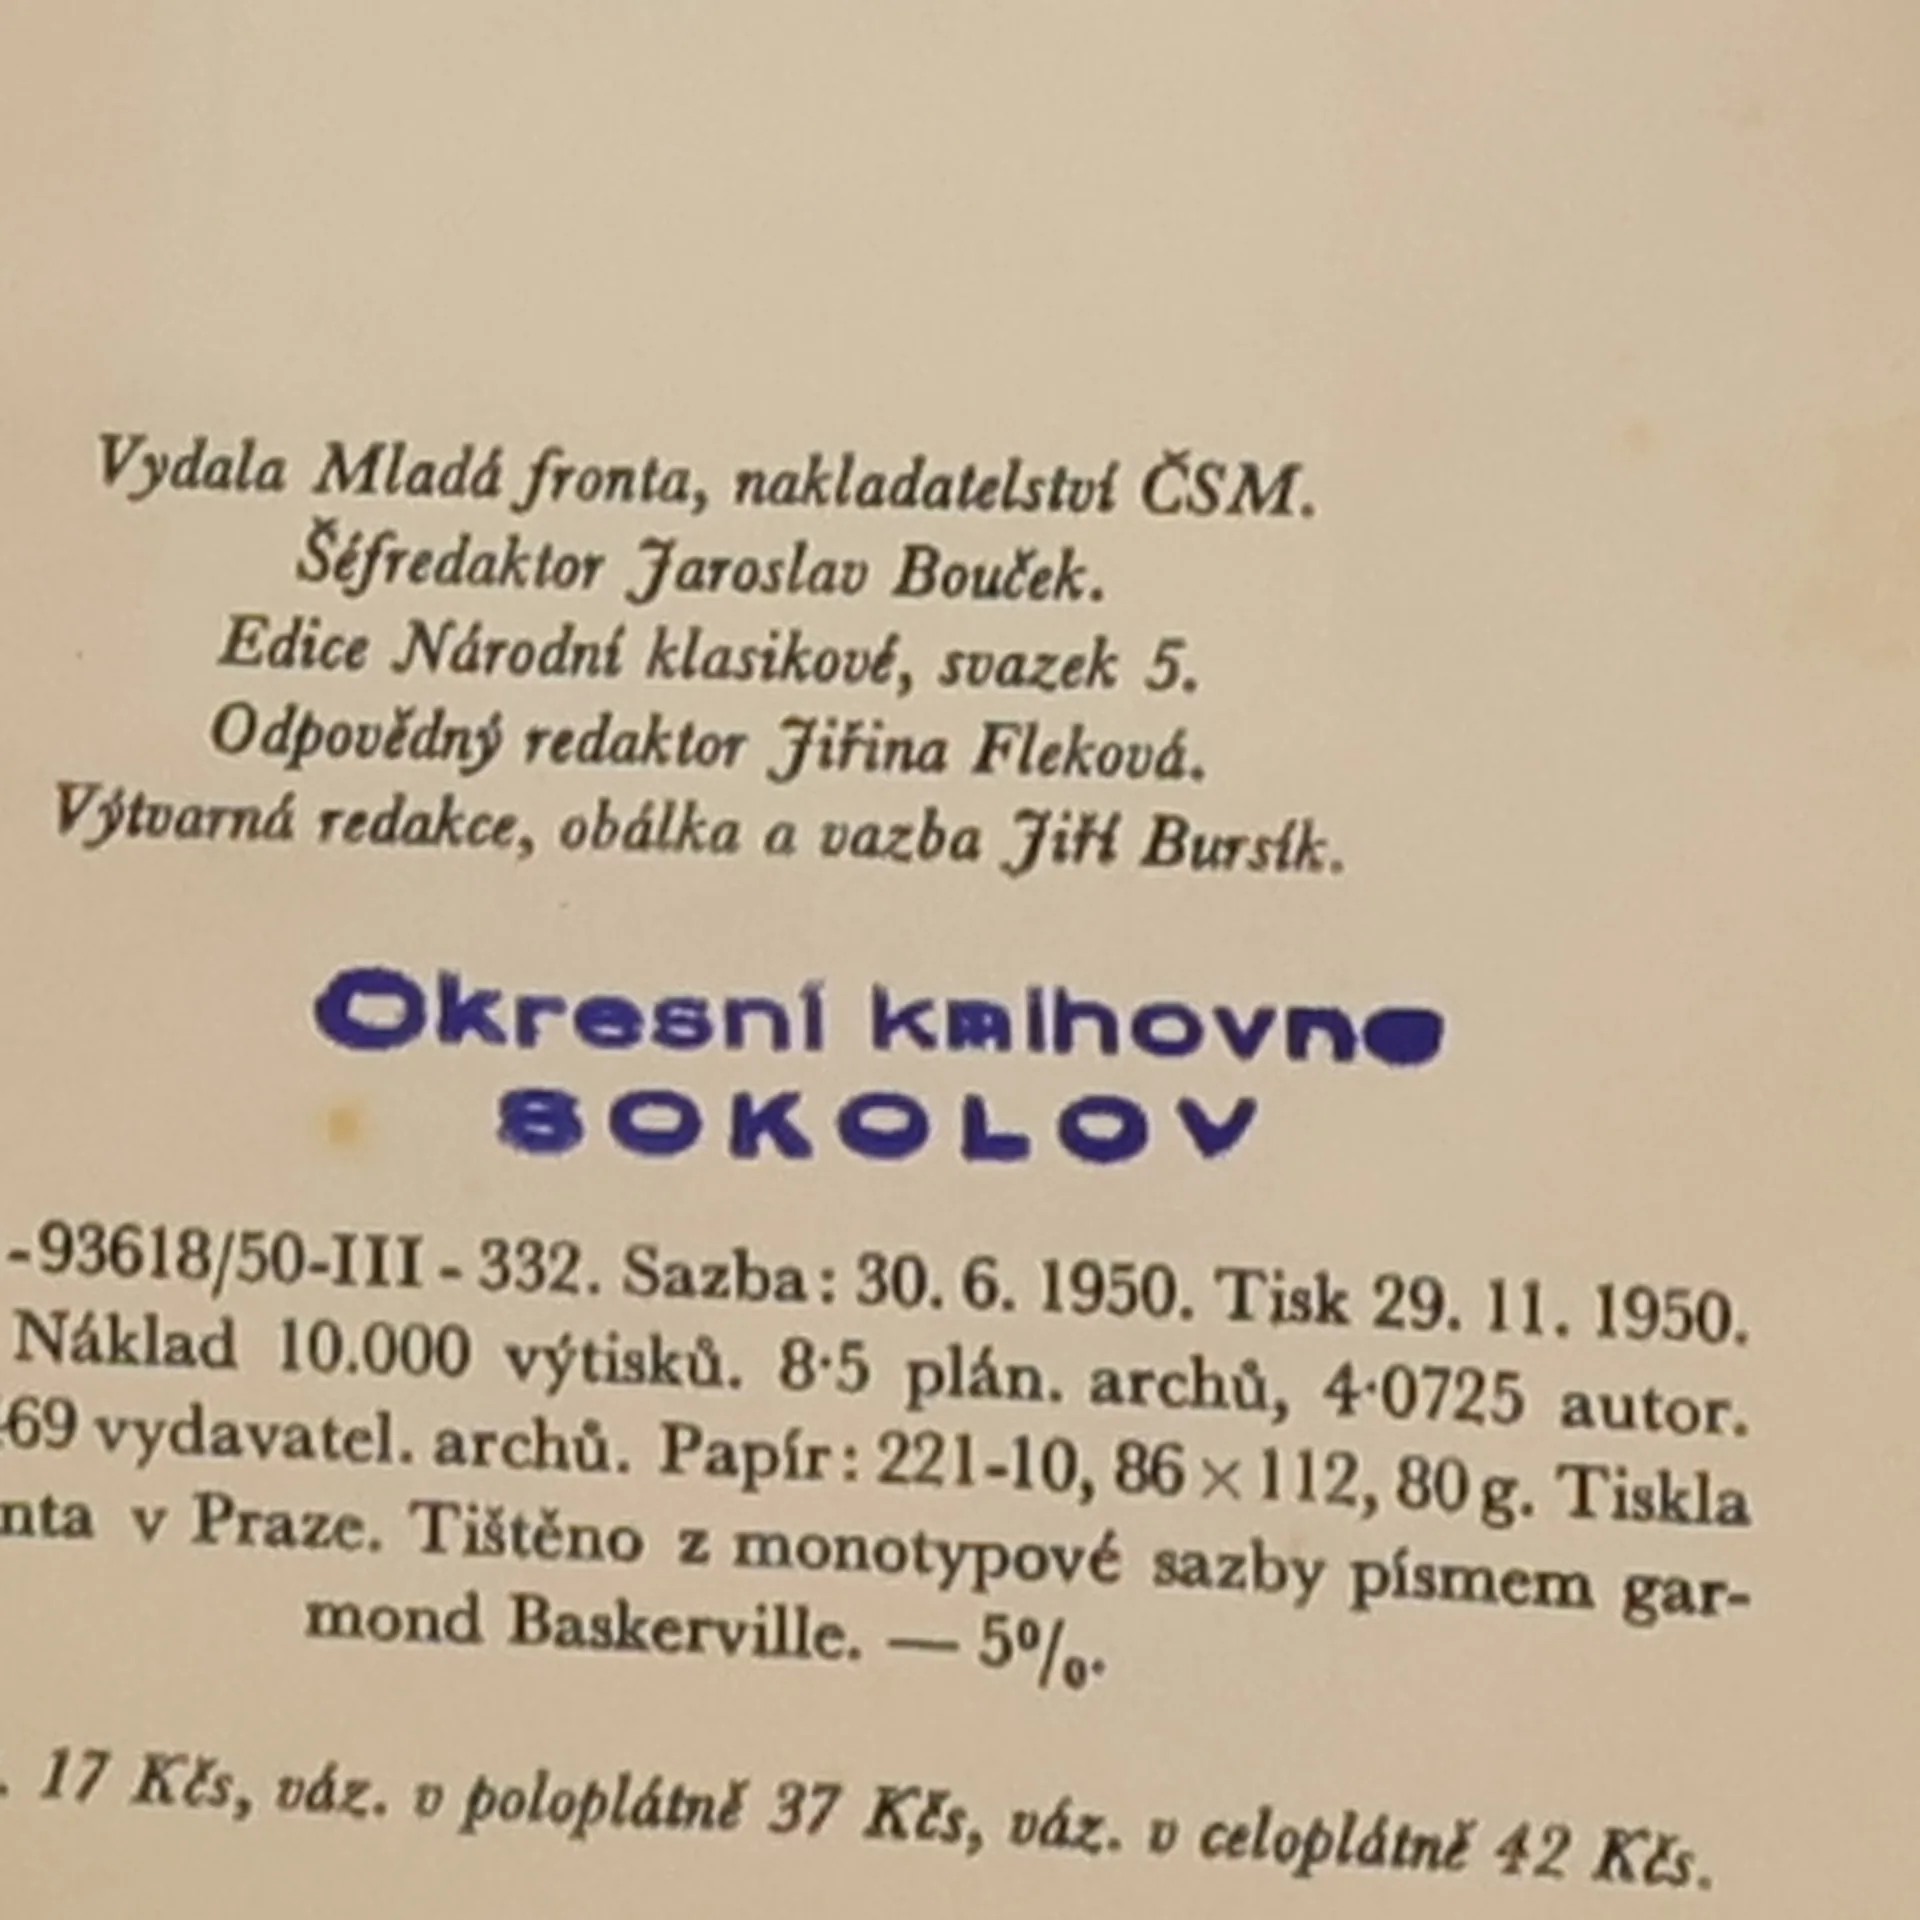 Vydala Mladá fronta, nakladatelství ČSM.
Šéfredaktor Jaroslav Bouček.
Edice Národní klasikové, svazek 5.
Odpovědný redaktor Jiřina Fleková.
Výtvarná redakce, obálka a vazba Jiří Bursík.
Okresní knihovna
SOKOLOV
-93618/50-III - 332. Sazba: 30. 6. 1950. Tisk 29. 11. 1950.
Náklad 10.000 výtisků. 8·5 plán. archů, 4·0725 autor.
69 vydavatel. archů. Papír: 221-10, 86 × 112, 80 g. Tiskla
nta v Praze. Tištěno z monotypové sazby písmem gar-
mond Baskerville. — 5%.
. 17 Kčs, váz. v poloplátně 37 Kčs, váz. v celoplátně 42 Kčs.